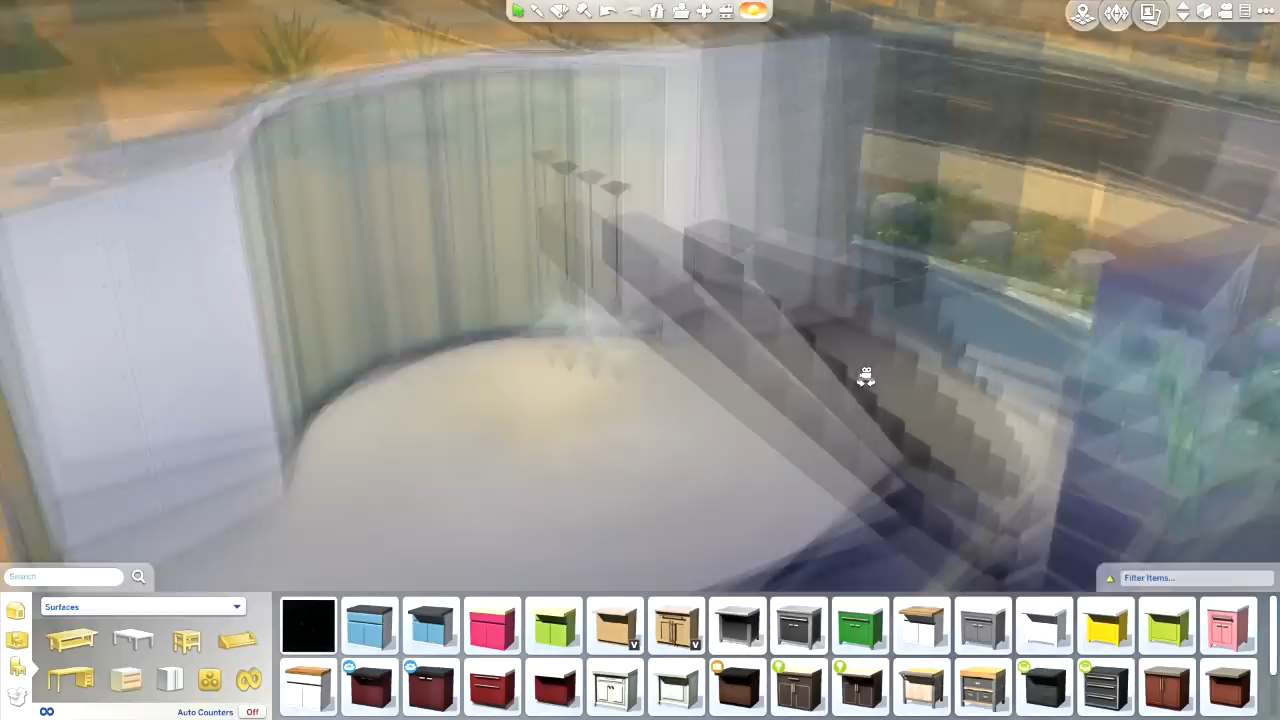 Search
Filter Items...
Surfaces
V
V
Auto Counters
Off